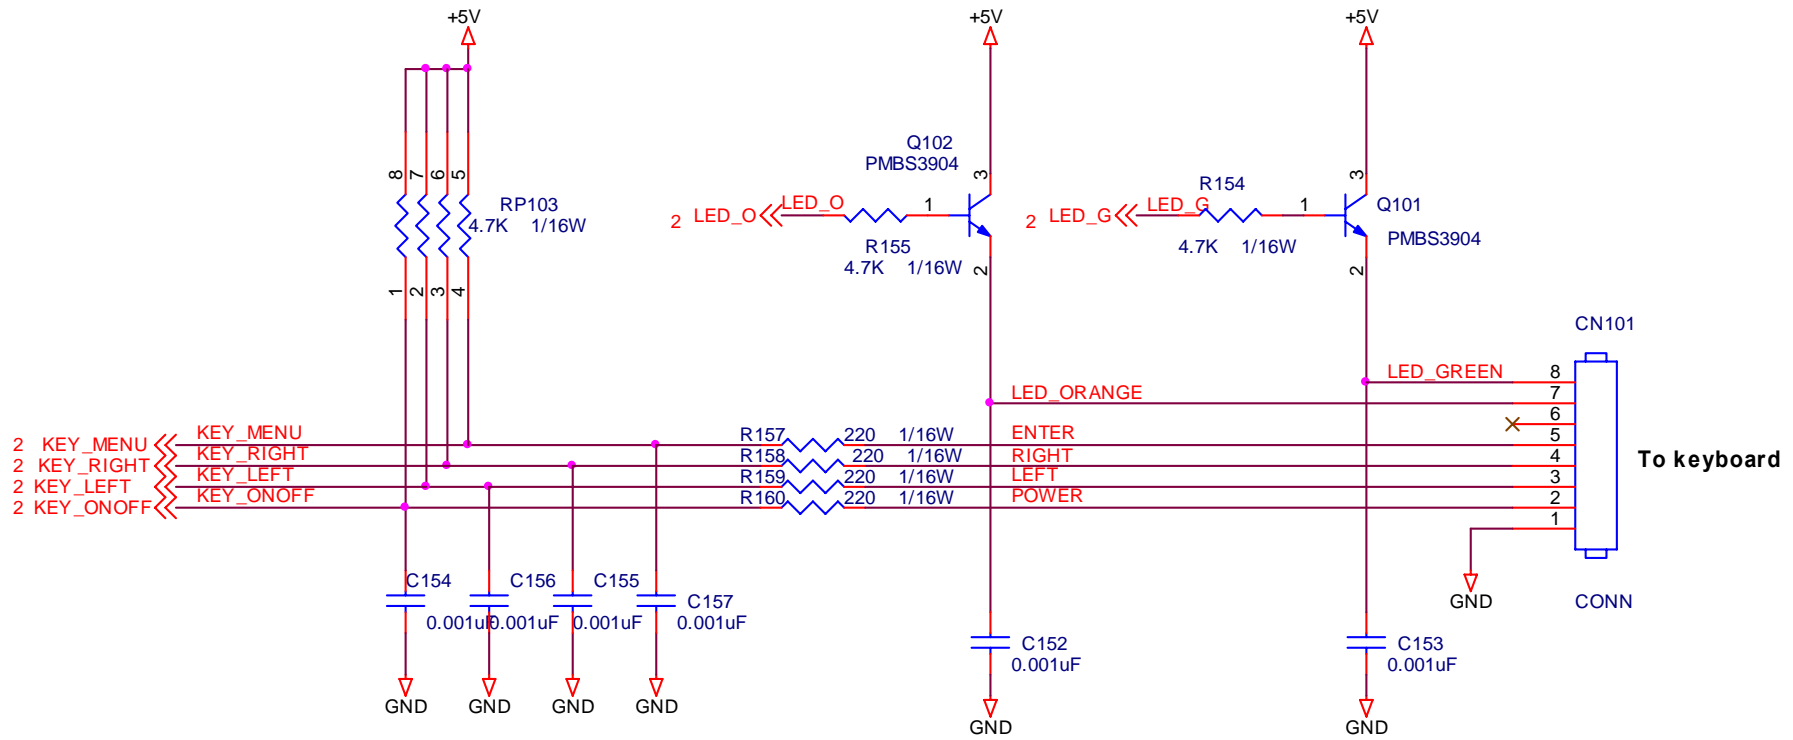 +5V
+5V
+5V
Q102
PMBS3904
8
7
6
5
3
3
R154
RP103
4.7K 1/16W
2 LED_O
LED_O
1
2 LED_G
LED_G
1
Q101
PMBS3904
R155
4.7K 1/16W
4.7K 1/16W
2
2
1
2
3
4
CN101
LED_GREEN
8
LED_ORANGE
7
6
2 KEY_MENU
KEY_MENU
R157
220 1/16W
ENTER
5
2 KEY_RIGHT
KEY_RIGHT
R158
220 1/16W
RIGHT
4
To keyboard
2 KEY_LEFT
KEY_LEFT
R159
220 1/16W
LEFT
3
2 KEY_ONOFF
KEY_ONOFF
R160
220 1/16W
POWER
2
1
C154
0.001uF
C156
0.001uF
C155
0.001uF
C157
0.001uF
GND
CONN
C152
0.001uF
C153
0.001uF
GND
GND
GND
GND
GND
GND